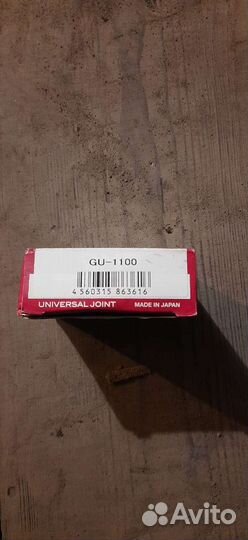 GU-1100
4 560315 863616
UNIVERSAL JOINT MADE IN JAPAN
Avito